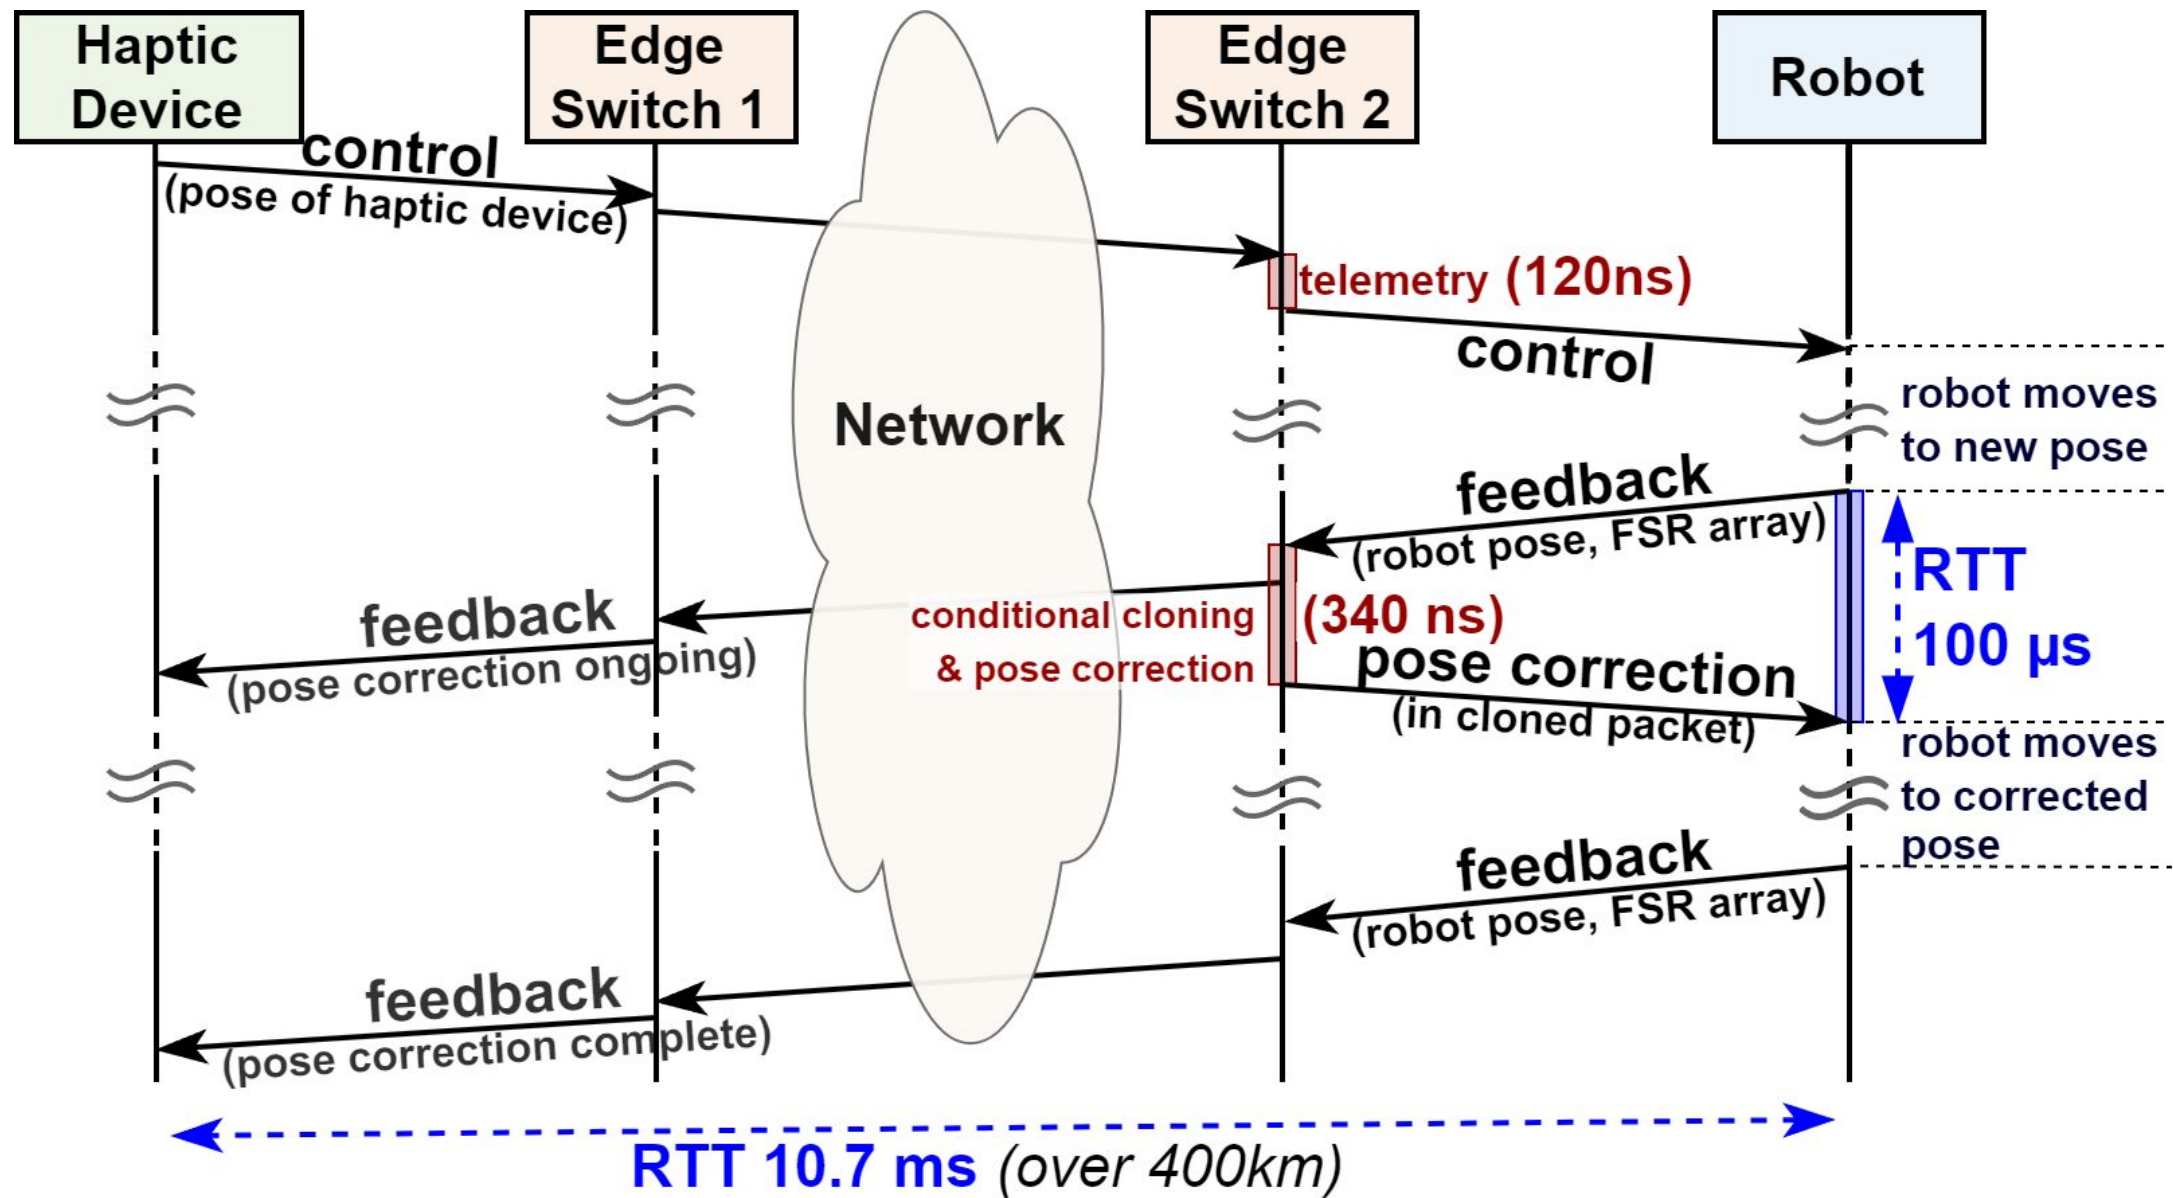 Haptic
Device
Edge
Switch 1
Edge
Switch 2
Robot
control
(pose of haptic device)
telemetry (120ns)
control
robot moves
to new pose
Network
feedback
(robot pose, FSR array)
RTT
100 µs
feedback
(pose correction ongoing)
conditional cloning
& pose correction
(340 ns)
pose correction
(in cloned packet)
robot moves
to corrected
pose
feedback
(robot pose, FSR array)
feedback
(pose correction complete)
RTT 10.7 ms (over 400km)